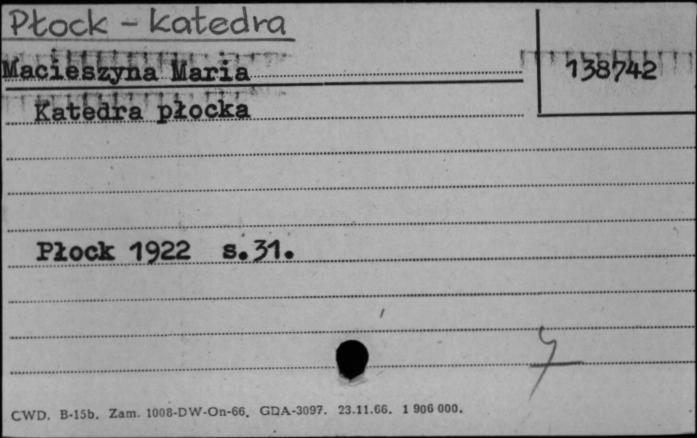 Płock - katedra
Macieszyna Maria
138742
Katedra płocka
Płock 1922 s.31.
CWD. B-15b. Zam. 1008-DW-On-66. GDA-3097. 23.11.66. 1 906 000.